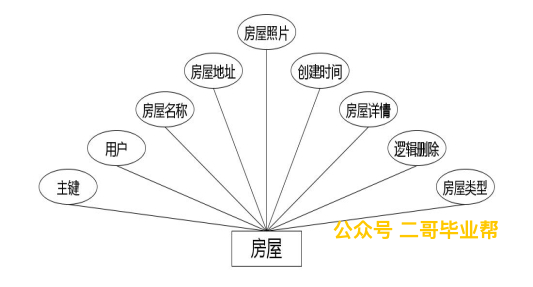 房屋照片
房屋地址
创建时间
房屋名称
房屋详情
用户
逻辑删除
主键
房屋类型
公众号 二哥毕业帮
房屋